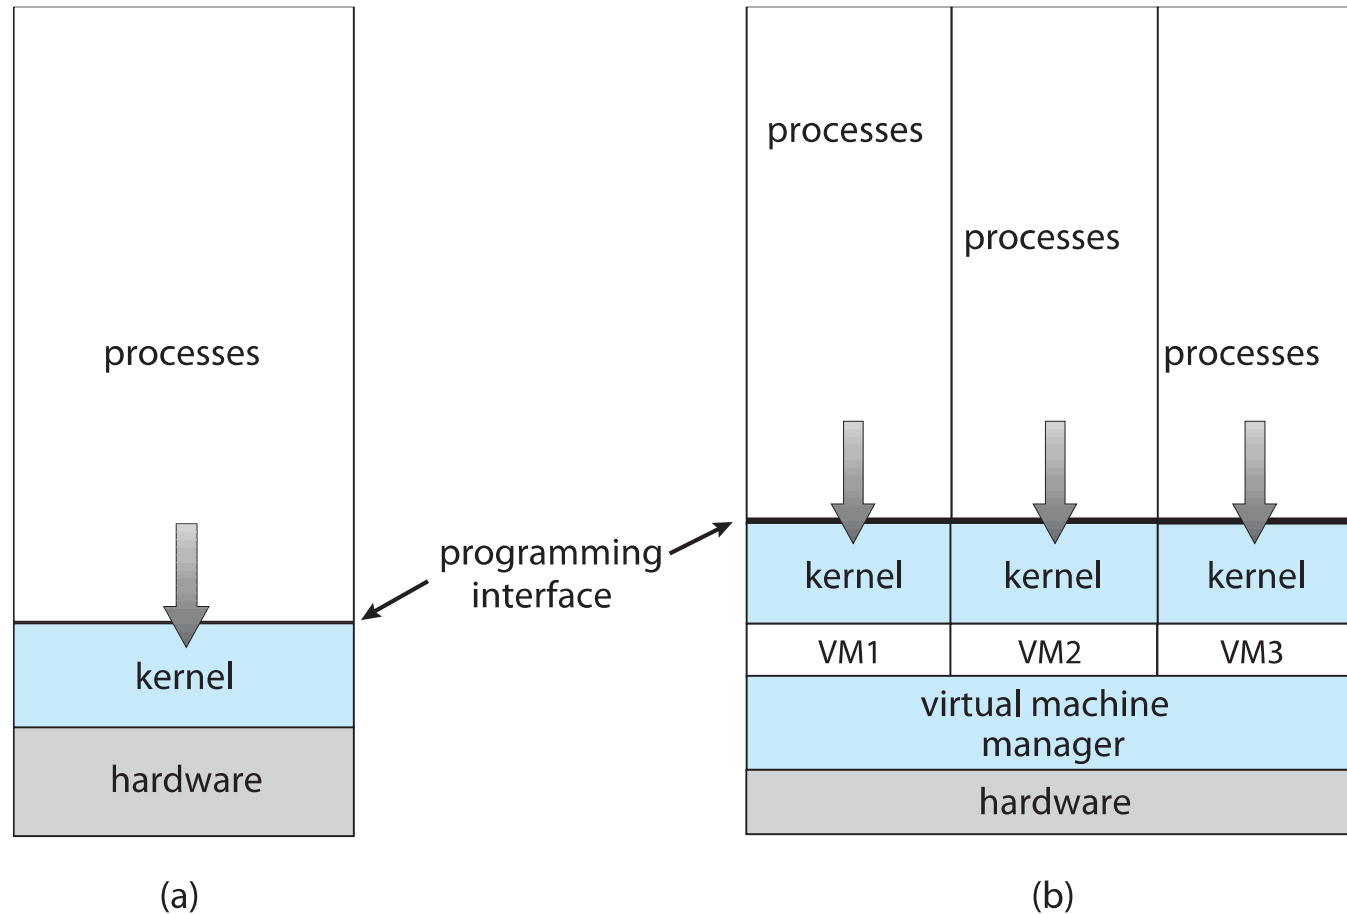 processes
kernel
hardware
(a)
programming
interface
processes
processes
processes
kernel
kernel
kernel
VM1
VM2
VM3
virtual machine
manager
hardware
(b)